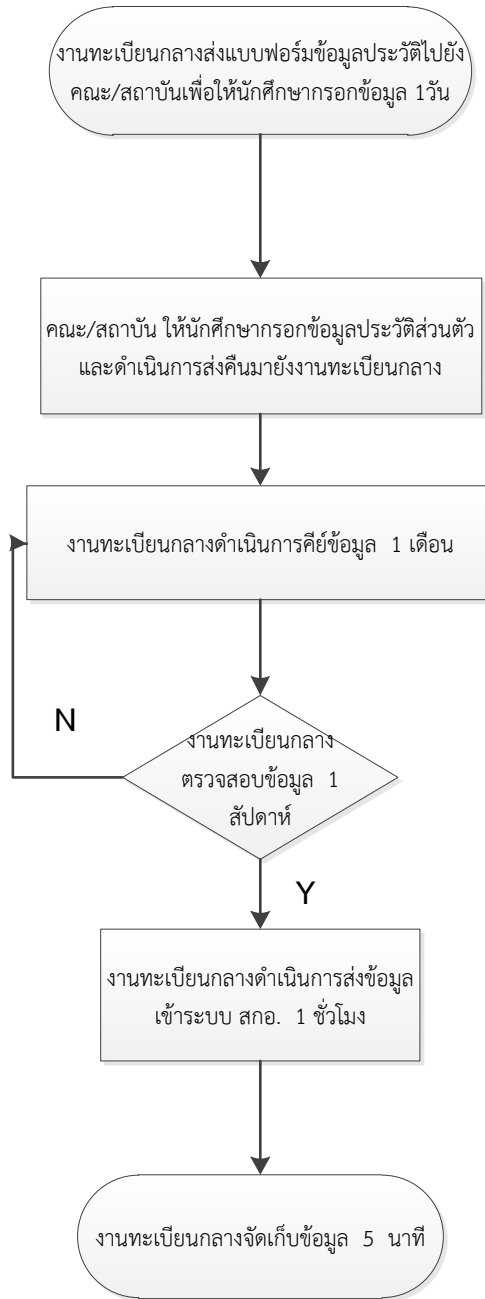 งานทะเบียนกลางส่งแบบฟอร์มข้อมูลประวัติไปยัง
คณะ/สถาบันเพื่อให้นักศึกษากรอกข้อมูล 1วัน
คณะ/สถาบัน ให้นักศึกษากรอกข้อมูลประวัติส่วนตัว
และดำเนินการส่งคืนมายังงานทะเบียนกลาง
งานทะเบียนกลางดำเนินการคีย์ข้อมูล 1 เดือน
N
งานทะเบียนกลาง
ตรวจสอบข้อมูล 1
สัปดาห์
Y
งานทะเบียนกลางดำเนินการส่งข้อมูล
เข้าระบบ สกอ. 1 ชั่วโมง
งานทะเบียนกลางจัดเก็บข้อมูล 5 นาที